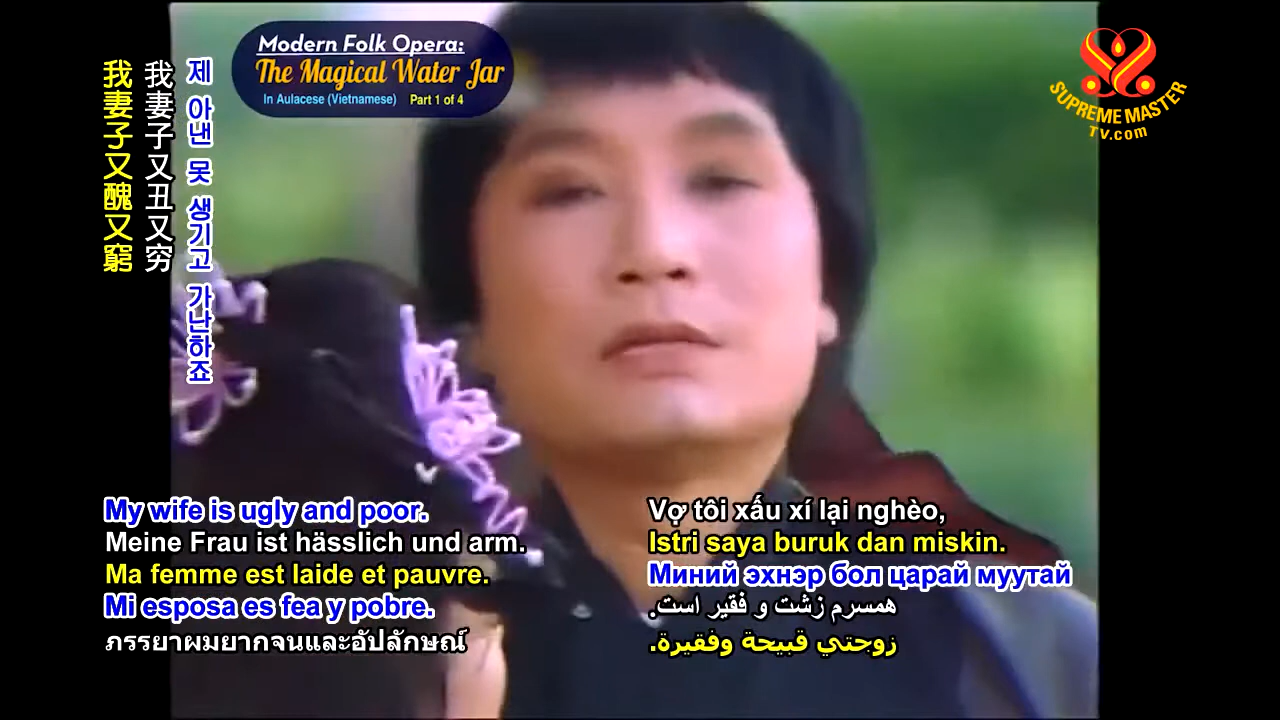 Modern Folk Opera:
The Magical Water Jar
In Aulacese (Vietnamese) Part 1 of 4
SUPREME MASTER
TV.com
我妻子又醜又窮
我妻子又丑又穷
제 아낸 못 생기고 가난하죠
My wife is ugly and poor.
Meine Frau ist hässlich und arm.
Ma femme est laide et pauvre.
Mi esposa es fea y pobre.
ภรรยาผมยากจนและอัปลักษณ์
Vợ tôi xấu xí lại nghèo,
Istri saya buruk dan miskin.
Миний эхнэр бол царай муутай
همسرم زشت و فقیر است.
زوجتي قبيحة وفقيرة.